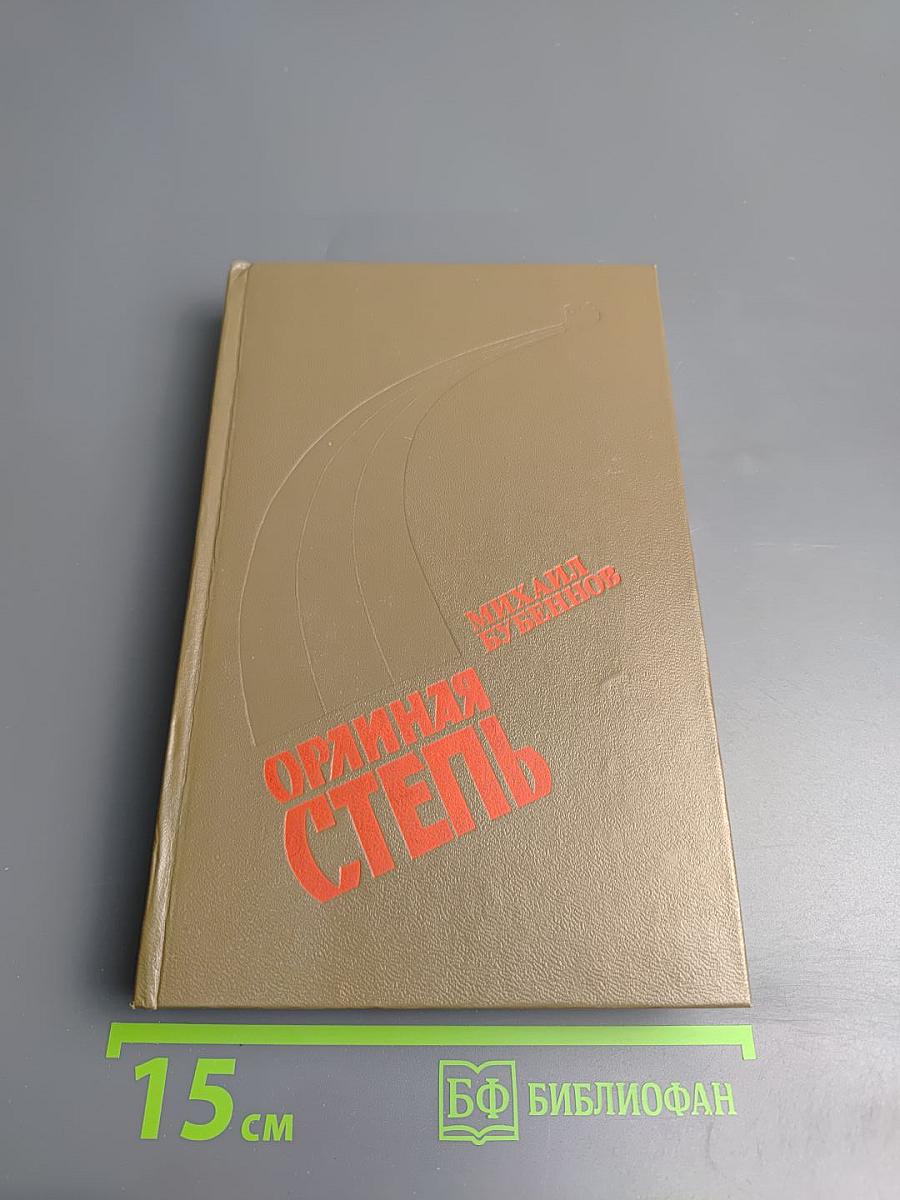 МИХАИЛ
БУБЕННОВ
ОРЛИНАЯ
СТЕПЬ
15 см
БФ БИБЛИОФАН